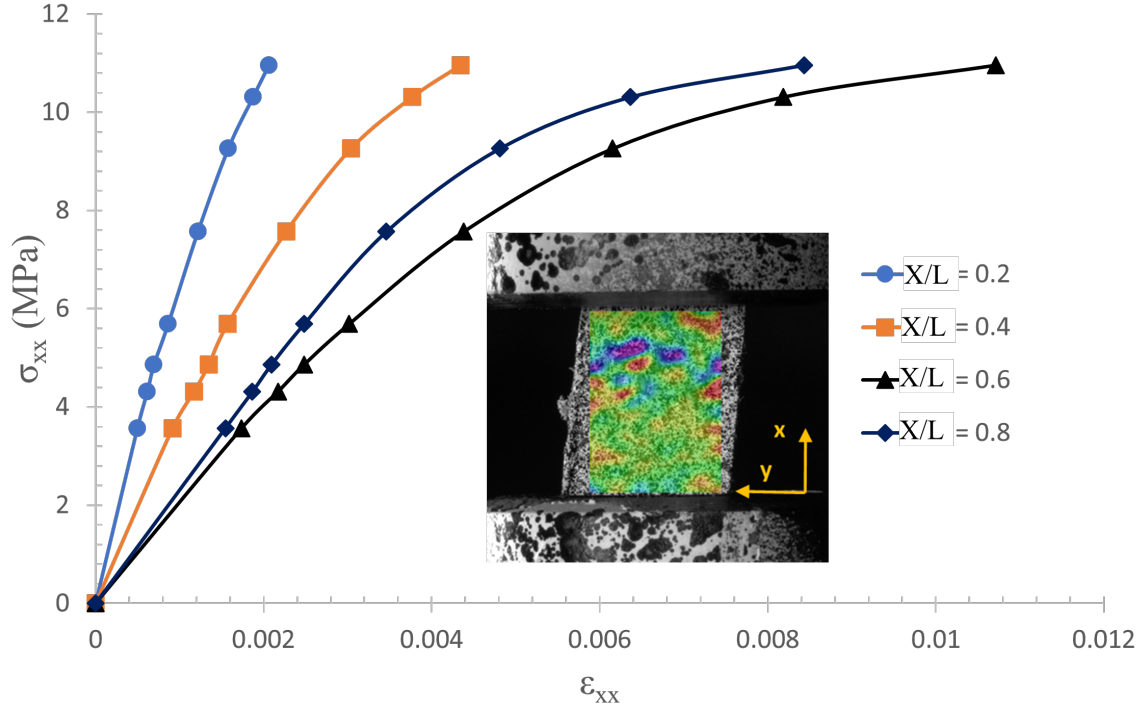 12
10
8
6
4
2
0
σxx (MPa)
0
0.002
0.004
0.006
0.008
0.01
0.012
εxx
X/L = 0.2
X/L = 0.4
X/L = 0.6
X/L = 0.8
x
y